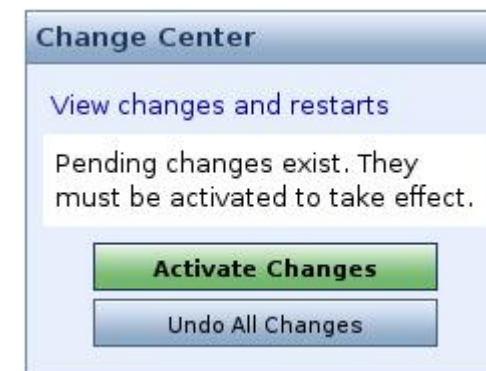 Change Center
View changes and restarts
Pending changes exist. They
must be activated to take effect.
Activate Changes
Undo All Changes